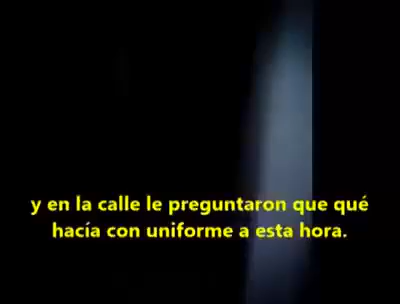 y en la calle le preguntaron que qué
hacía con uniforme a esta hora.